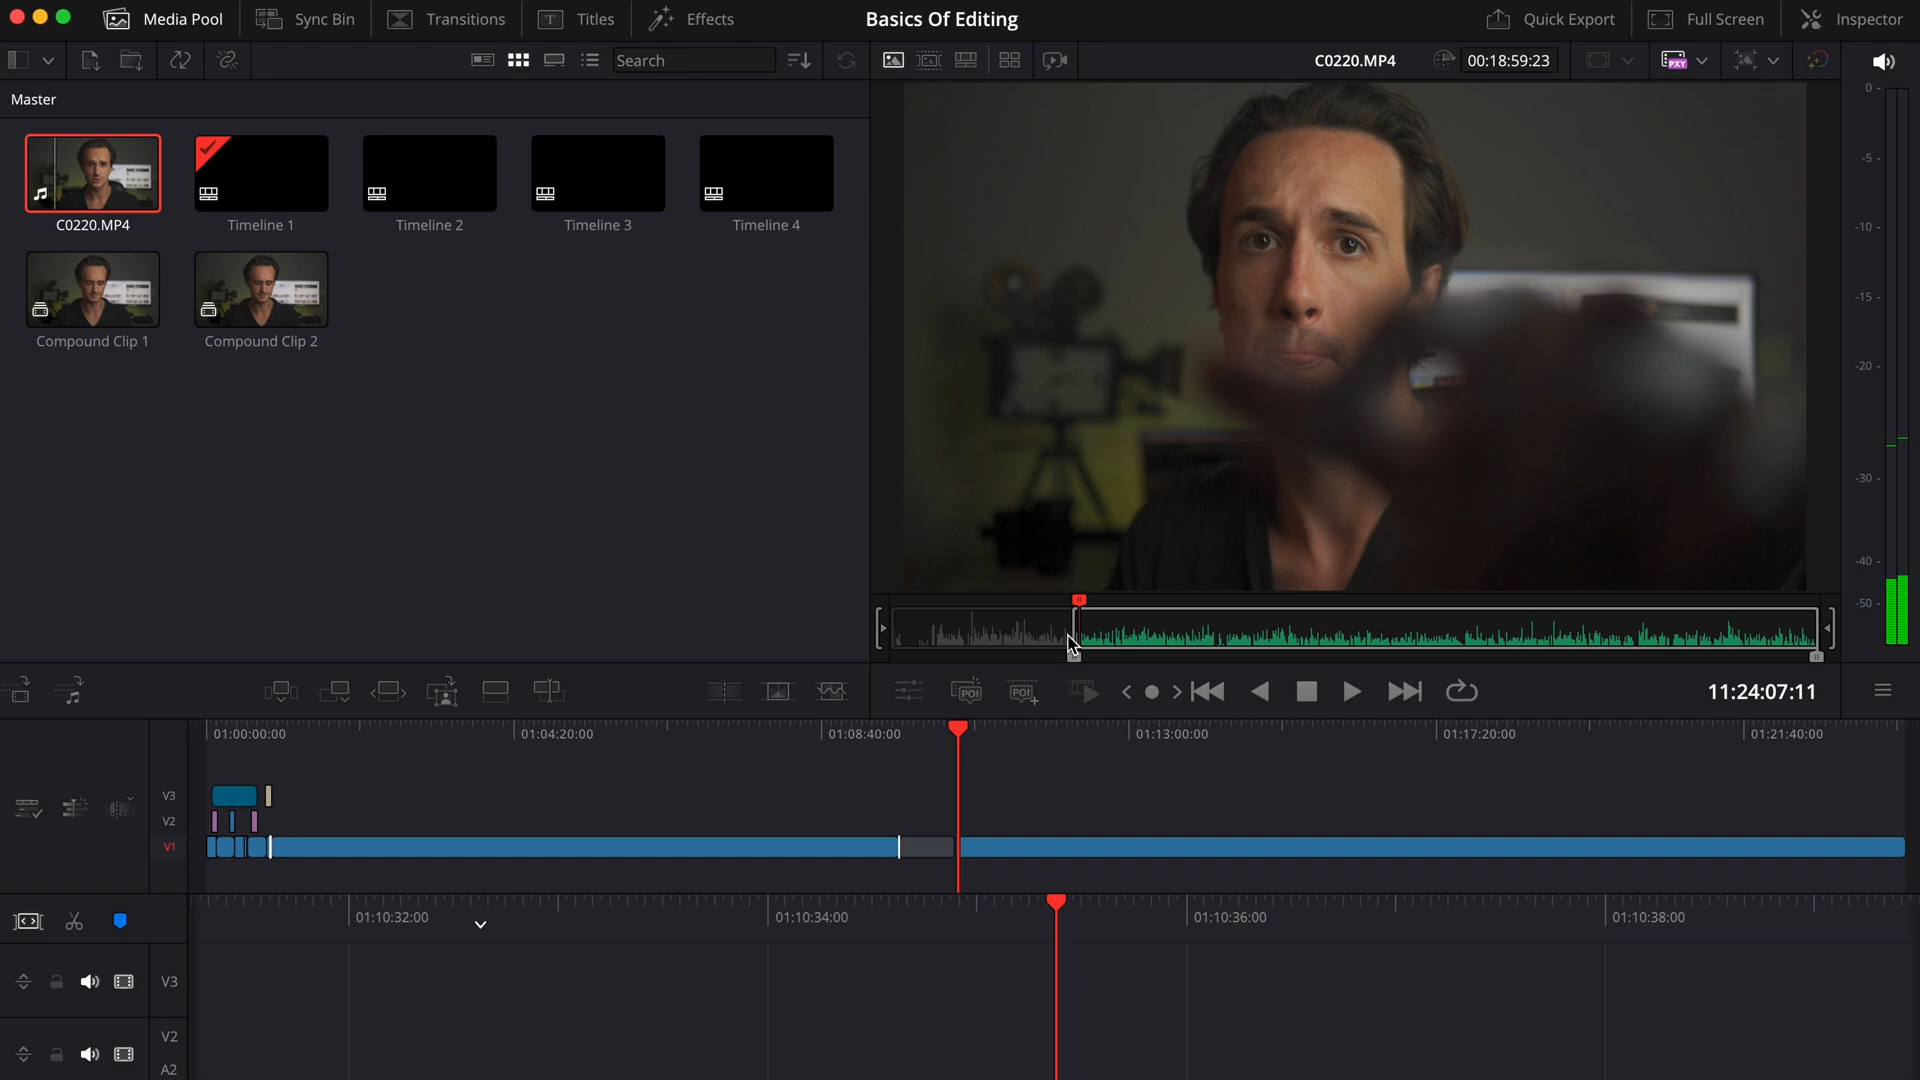 Media Pool Sync Bin Transitions T Titles Effects Basics Of Editing Quick Export Full Screen Inspector
Search C0220.MP4 00:18:59:23 PXY
Master
C0220.MP4 Timeline 1 Timeline 2 Timeline 3 Timeline 4
Compound Clip 1 Compound Clip 2
0 -
-5 -
-10 -
-15 -
-20 -
-30 -
-40 -
-50 -
POI POI 11:24:07:11
01:00:00:00 01:04:20:00 01:08:40:00 01:13:00:00 01:17:20:00 01:21:40:00
V3
V2
V1
01:10:32:00 01:10:34:00 01:10:36:00 01:10:38:00
V3
V2
A2